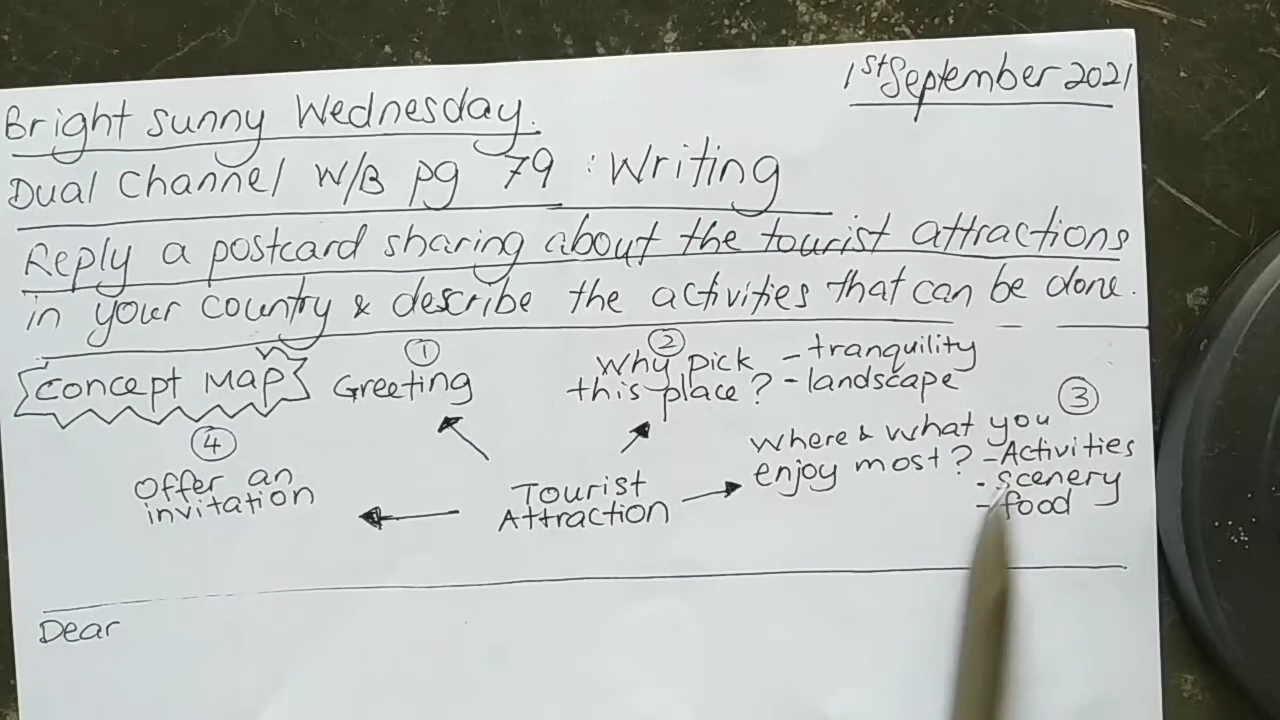 1st September 2021
Bright sunny Wednesday.
Dual Channel W/B pg 79 : Writing
Reply a postcard sharing about the tourist attractions
in your country & describe the activities that can be done.
Concept Map
①
Greeting
②
Why pick
this place?
- tranquility
- landscape
③
Where & what you
enjoy most?
- Activities
- scenery
- food
④
Offer an
invitation
Tourist
Attraction
Dear